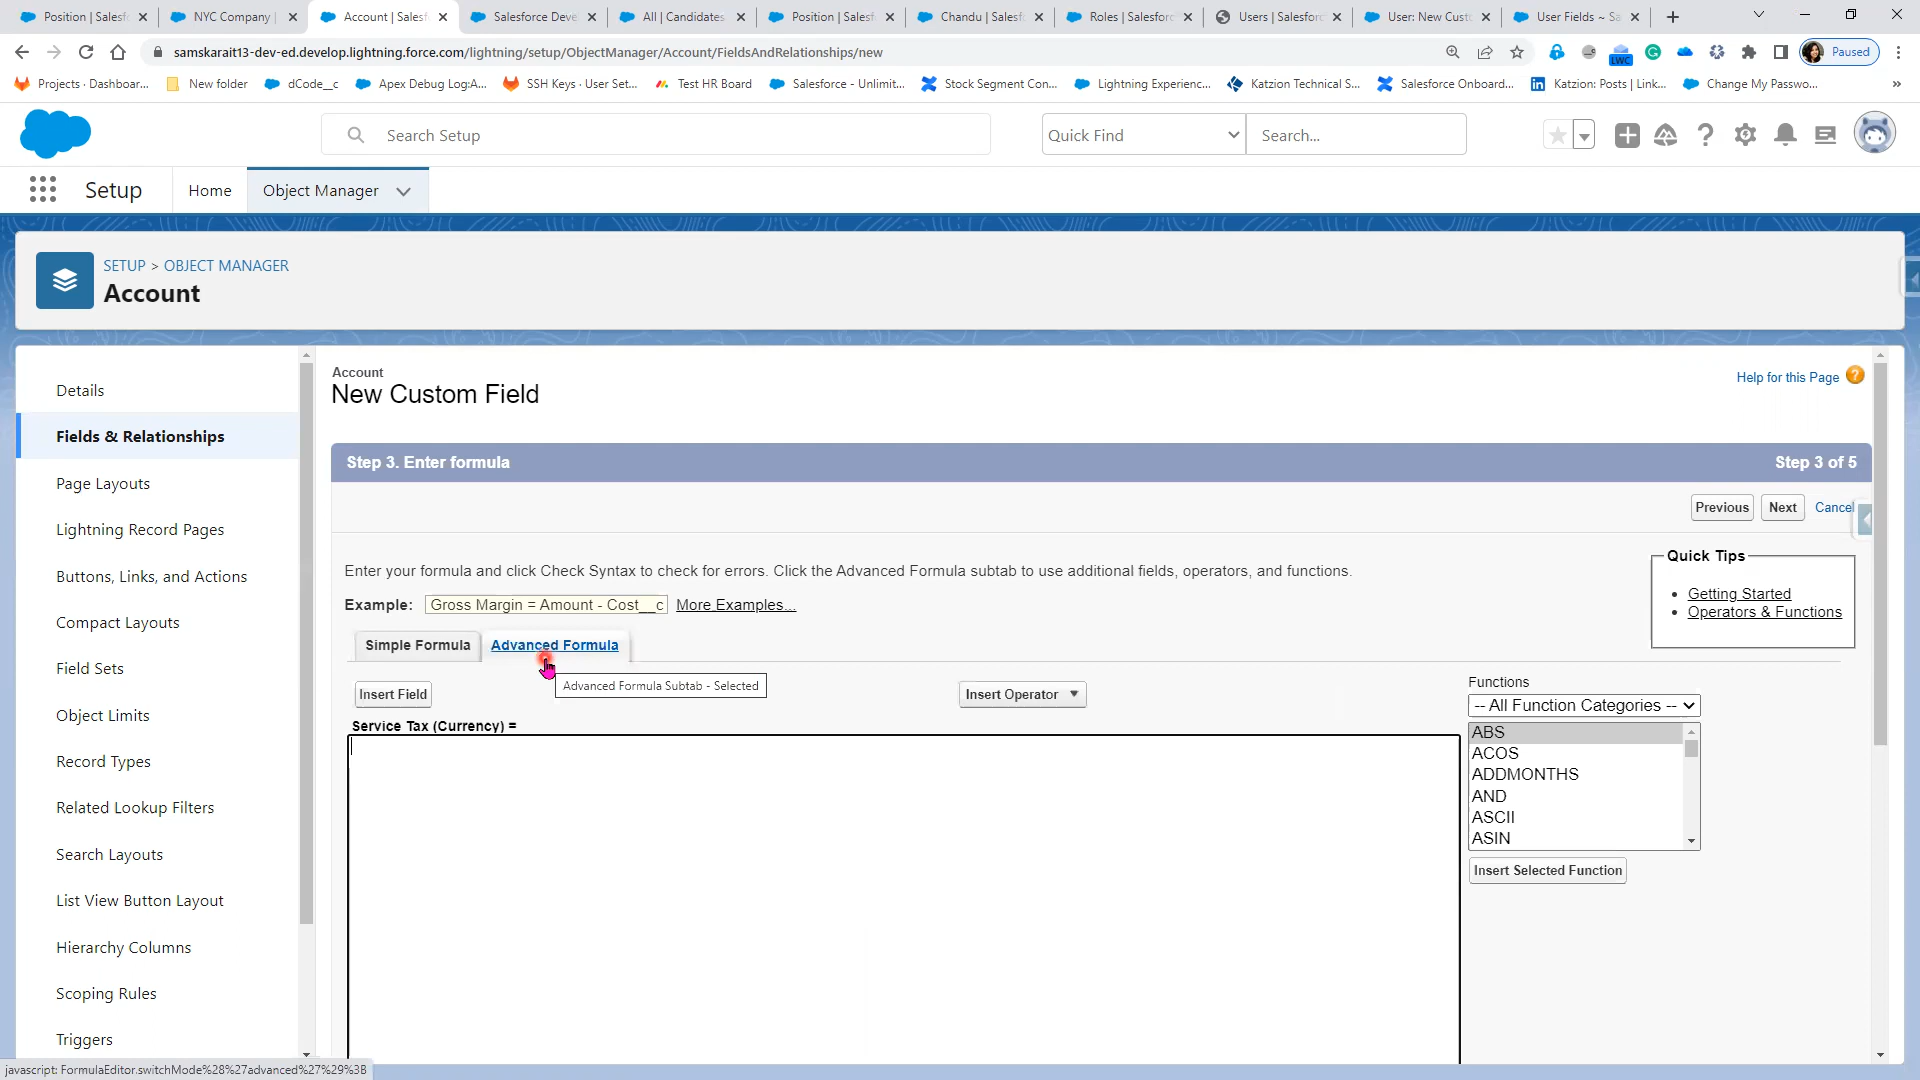 Position | Salesf
NYC Company |
Account | Salesf
Salesforce Deve
All | Candidates
Position | Salesf
Chandu | Salesf
Roles | Salesforc
Users | Salesforc
User: New Cust
User Fields ~ Sa
samskarait13-dev-ed.develop.lightning.force.com/lightning/setup/ObjectManager/Account/FieldsAndRelationships/new
LWC
Paused
Projects · Dashboar...
New folder
dCode__c
Apex Debug Log:A...
SSH Keys · User Set...
Test HR Board
Salesforce - Unlimit...
Stock Segment Con...
Lightning Experienc...
Katzion Technical S...
Salesforce Onboard...
Katzion: Posts | Link...
Change My Passwo...
»
Search Setup
Quick Find
Search...
Setup
Home
Object Manager
SETUP > OBJECT MANAGER
Account
Details
Fields & Relationships
Page Layouts
Lightning Record Pages
Buttons, Links, and Actions
Compact Layouts
Field Sets
Object Limits
Record Types
Related Lookup Filters
Search Layouts
List View Button Layout
Hierarchy Columns
Scoping Rules
Triggers
Account
New Custom Field
Help for this Page ?
Step 3. Enter formula
Step 3 of 5
Previous
Next
Cancel
Enter your formula and click Check Syntax to check for errors. Click the Advanced Formula subtab to use additional fields, operators, and functions.
Example: Gross Margin = Amount - Cost__c More Examples...
Quick Tips
• Getting Started
• Operators & Functions
Simple Formula
Advanced Formula
Advanced Formula Subtab - Selected
Insert Field
Insert Operator
Service Tax (Currency) =
Functions
-- All Function Categories --
ABS
ACOS
ADDMONTHS
AND
ASCII
ASIN
Insert Selected Function
javascript: FormulaEditor.switchMode%28%27advanced%27%29%3B